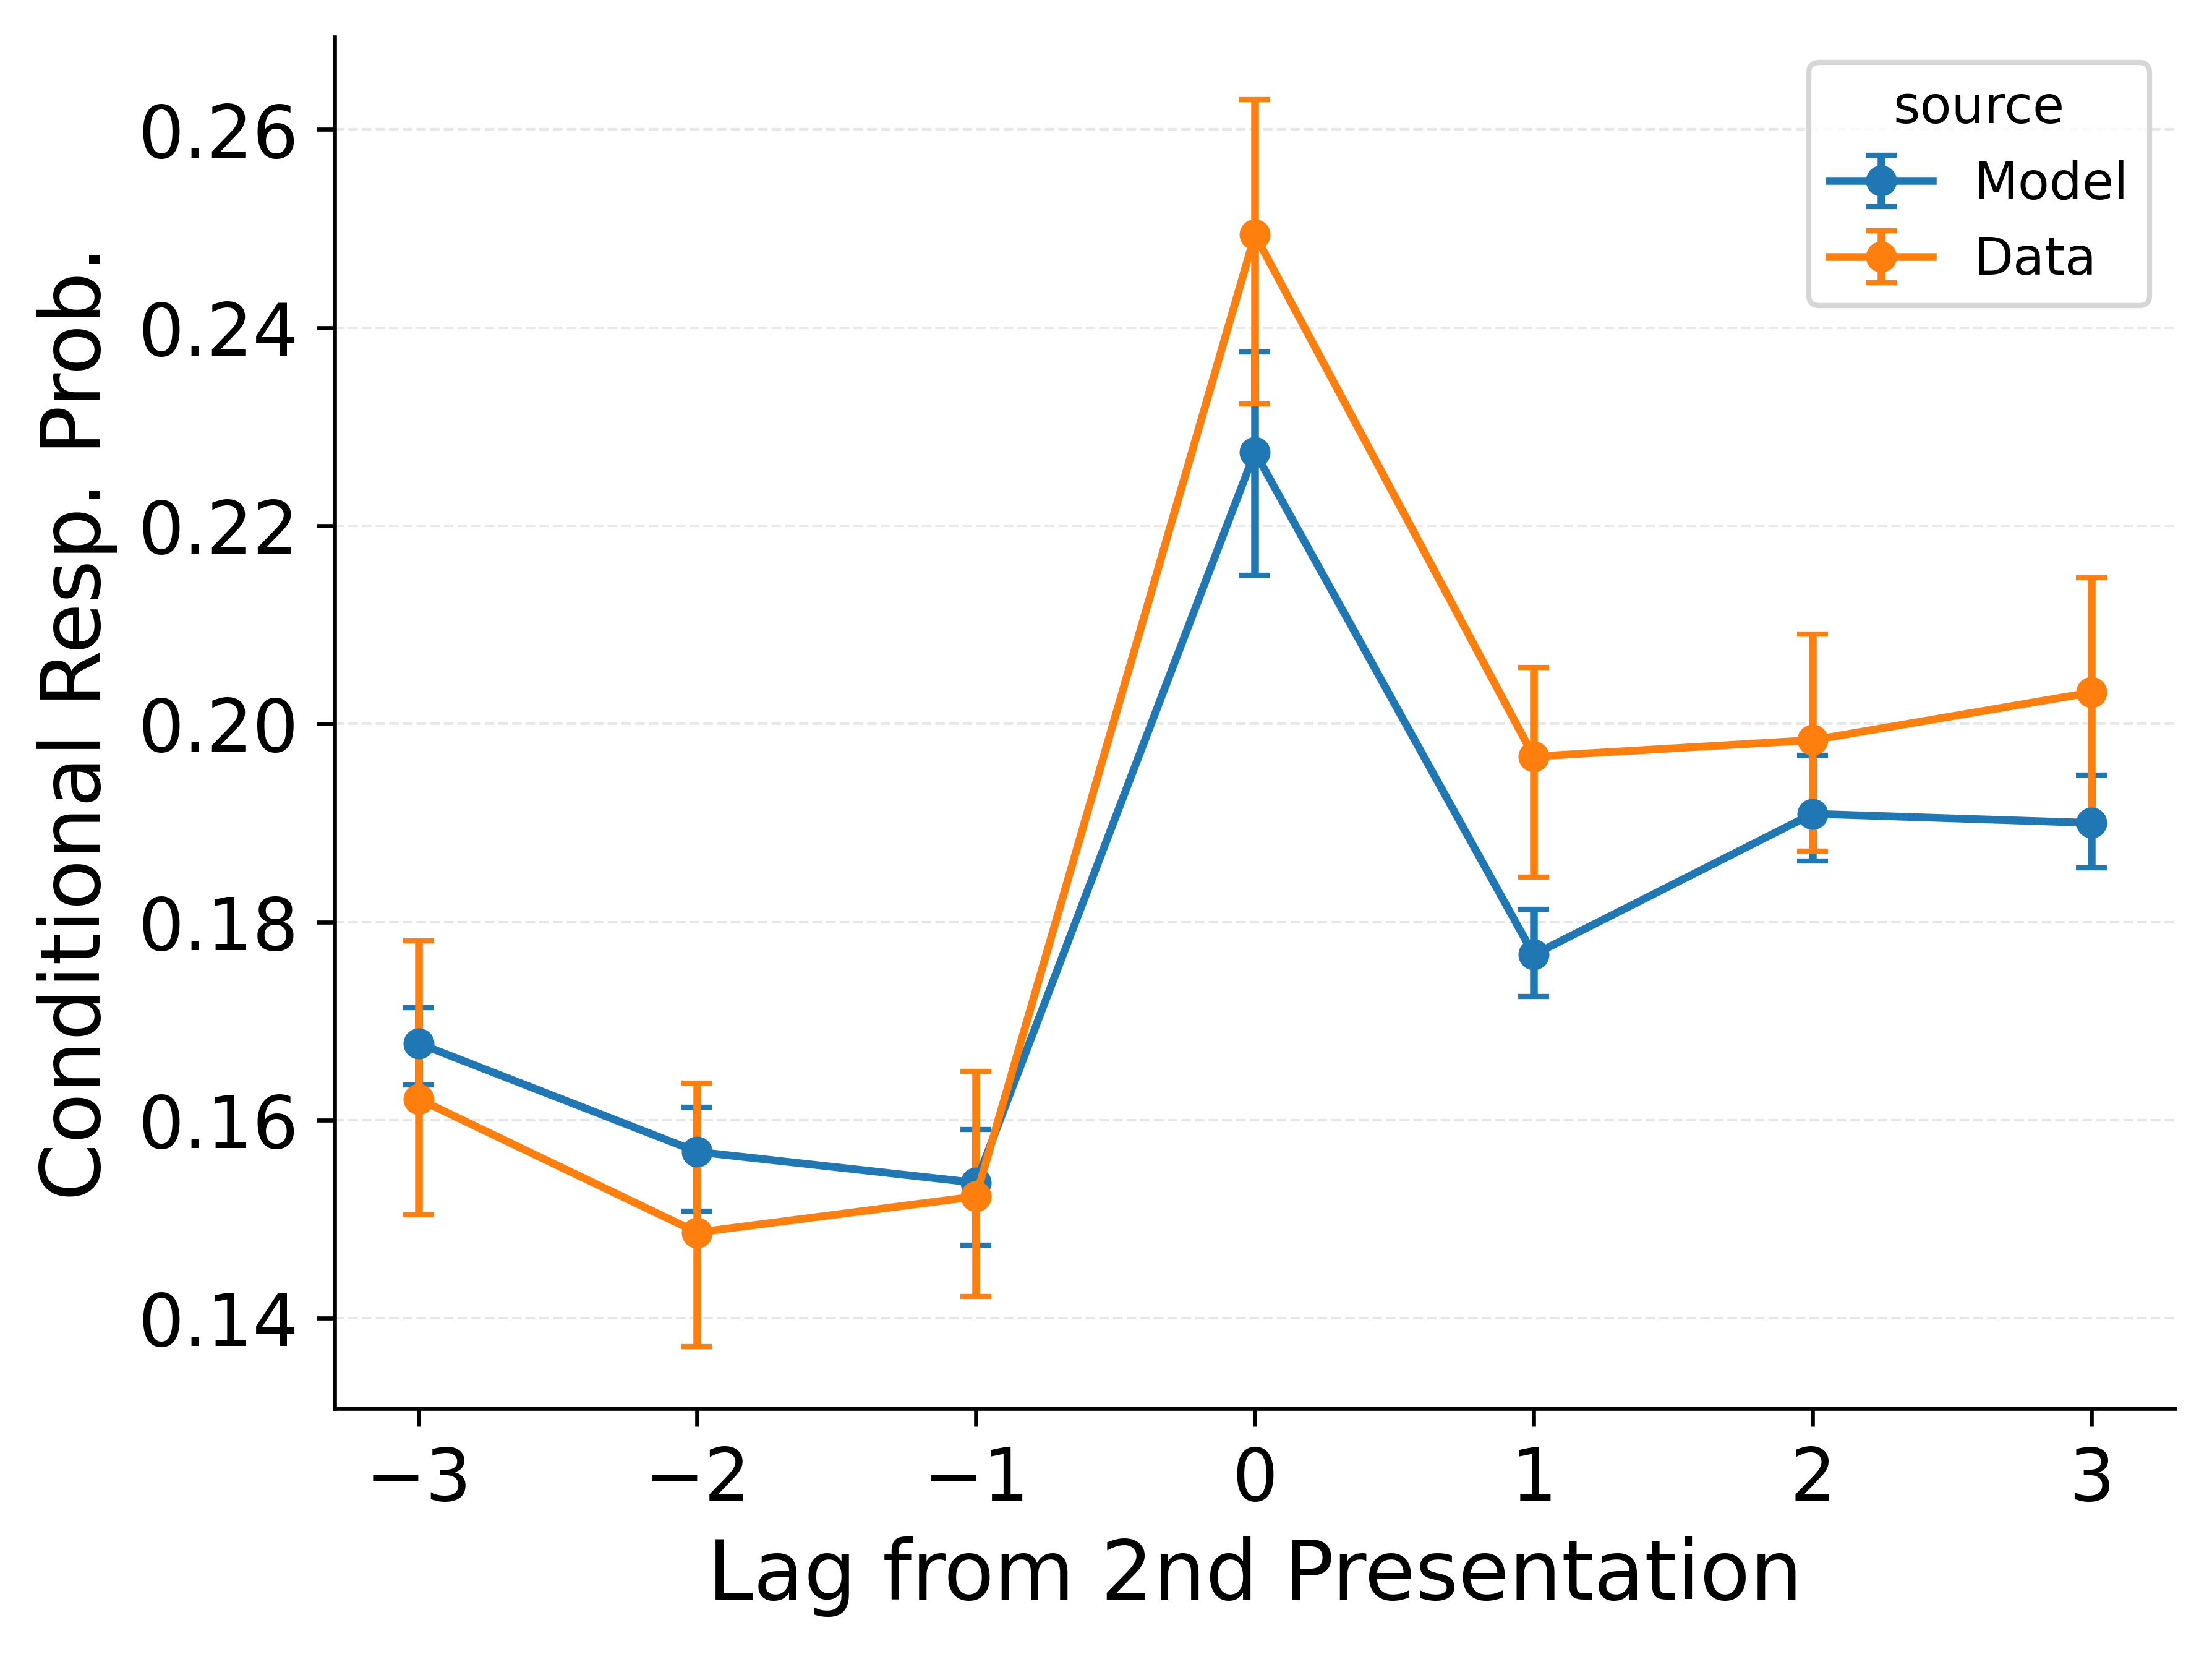 source
Model
Data
Conditional Resp. Prob.
0.26
0.24
0.22
0.20
0.18
0.16
0.14
−3 −2 −1 0 1 2 3
Lag from 2nd Presentation